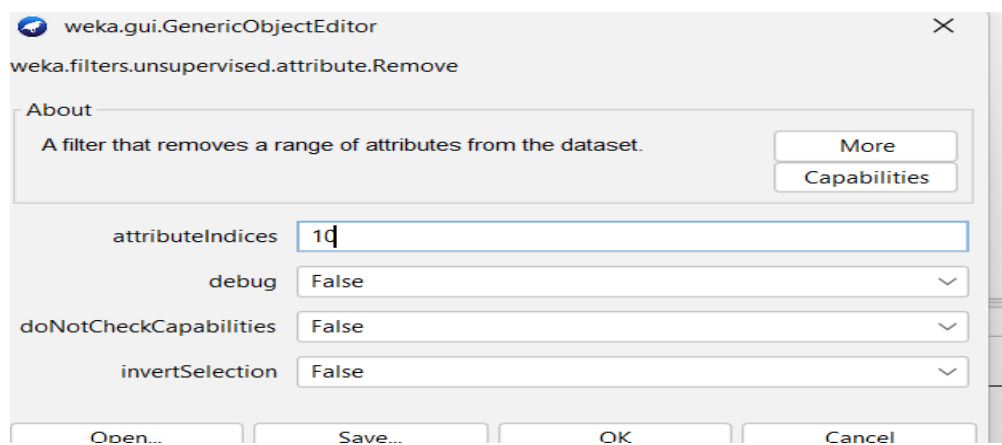 weka.gui.GenericObjectEditor
weka.filters.unsupervised.attribute.Remove
About
A filter that removes a range of attributes from the dataset.
More
Capabilities
attributeIndices 10
debug False
doNotCheckCapabilities False
invertSelection False
Open... Save... OK Cancel